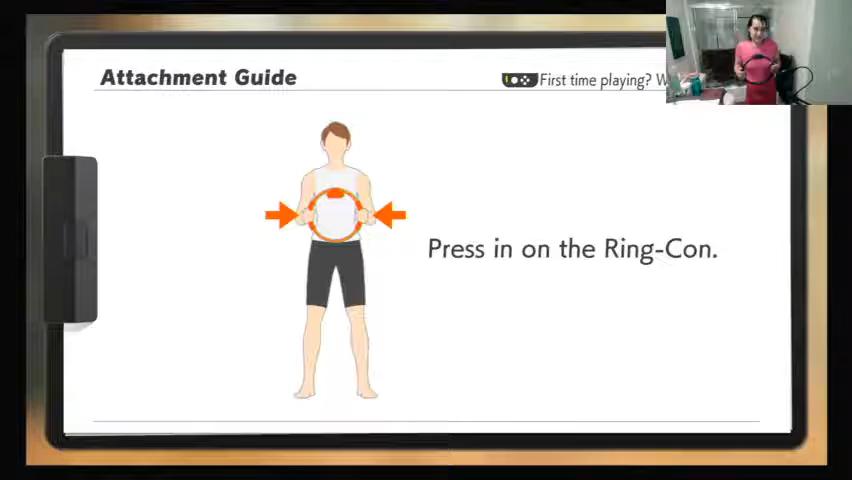 Attachment Guide
First time playing? W
Press in on the Ring-Con.